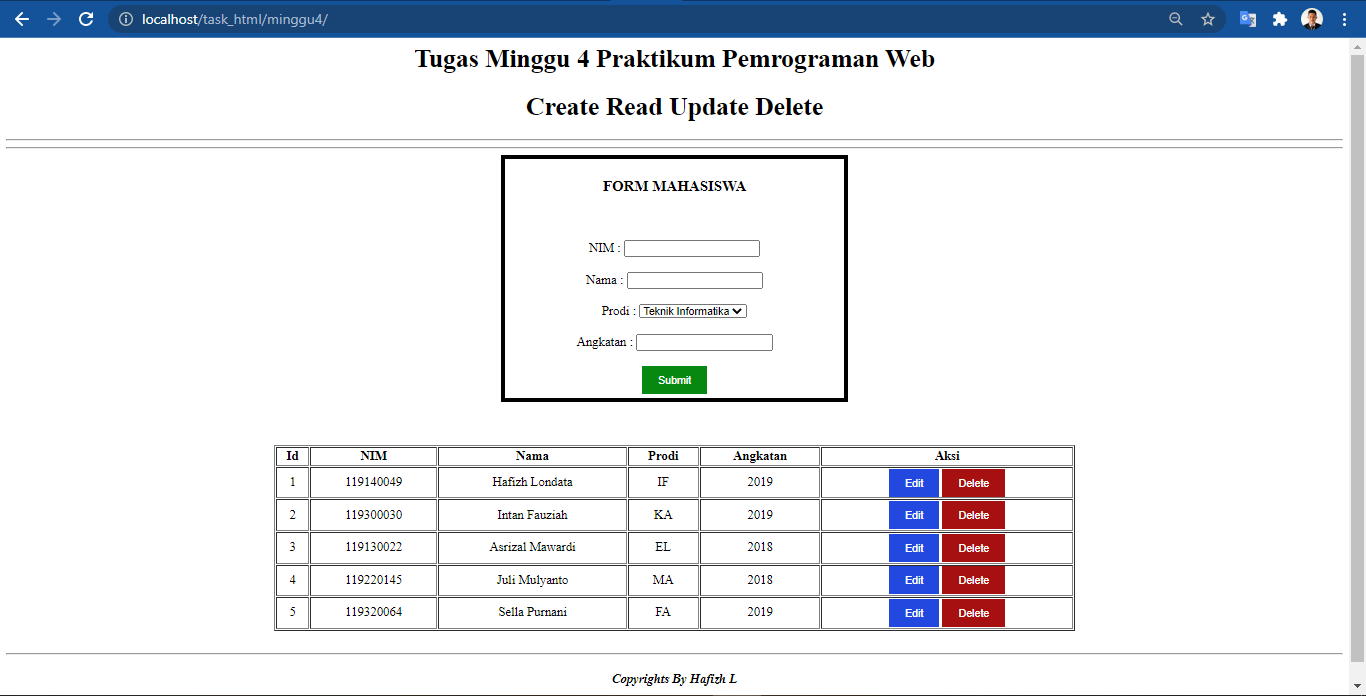 localhost/task_html/minggu4/
Tugas Minggu 4 Praktikum Pemrograman Web
Create Read Update Delete
FORM MAHASISWA
NIM :
Nama :
Prodi : Teknik Informatika
Angkatan :
Submit
Id NIM Nama Prodi Angkatan Aksi
1 119140049 Hafizh Londata IF 2019 Edit Delete
2 119300030 Intan Fauziah KA 2019 Edit Delete
3 119130022 Asrizal Mawardi EL 2018 Edit Delete
4 119220145 Juli Mulyanto MA 2018 Edit Delete
5 119320064 Sella Purnani FA 2019 Edit Delete
Copyrights By Hafizh L